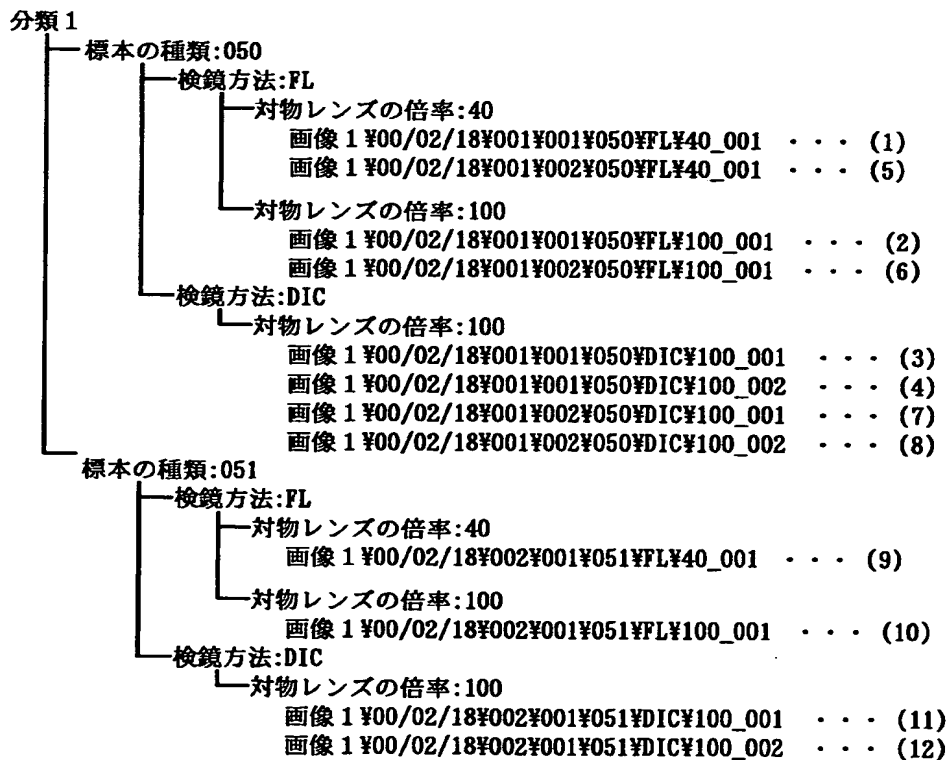 分類1
標本の種類:050
検鏡方法:FL
対物レンズの倍率:40
画像1¥00/02/18¥001¥001¥050¥FL¥40_001 ・・・ (1)
画像1¥00/02/18¥001¥002¥050¥FL¥40_001 ・・・ (5)
対物レンズの倍率:100
画像1¥00/02/18¥001¥001¥050¥FL¥100_001 ・・・ (2)
画像1¥00/02/18¥001¥002¥050¥FL¥100_001 ・・・ (6)
検鏡方法:DIC
対物レンズの倍率:100
画像1¥00/02/18¥001¥001¥050¥DIC¥100_001 ・・・ (3)
画像1¥00/02/18¥001¥001¥050¥DIC¥100_002 ・・・ (4)
画像1¥00/02/18¥001¥002¥050¥DIC¥100_001 ・・・ (7)
画像1¥00/02/18¥001¥002¥050¥DIC¥100_002 ・・・ (8)
標本の種類:051
検鏡方法:FL
対物レンズの倍率:40
画像1¥00/02/18¥002¥001¥051¥FL¥40_001 ・・・ (9)
対物レンズの倍率:100
画像1¥00/02/18¥002¥001¥051¥FL¥100_001 ・・・ (10)
検鏡方法:DIC
対物レンズの倍率:100
画像1¥00/02/18¥002¥001¥051¥DIC¥100_001 ・・・ (11)
画像1¥00/02/18¥002¥001¥051¥DIC¥100_002 ・・・ (12)